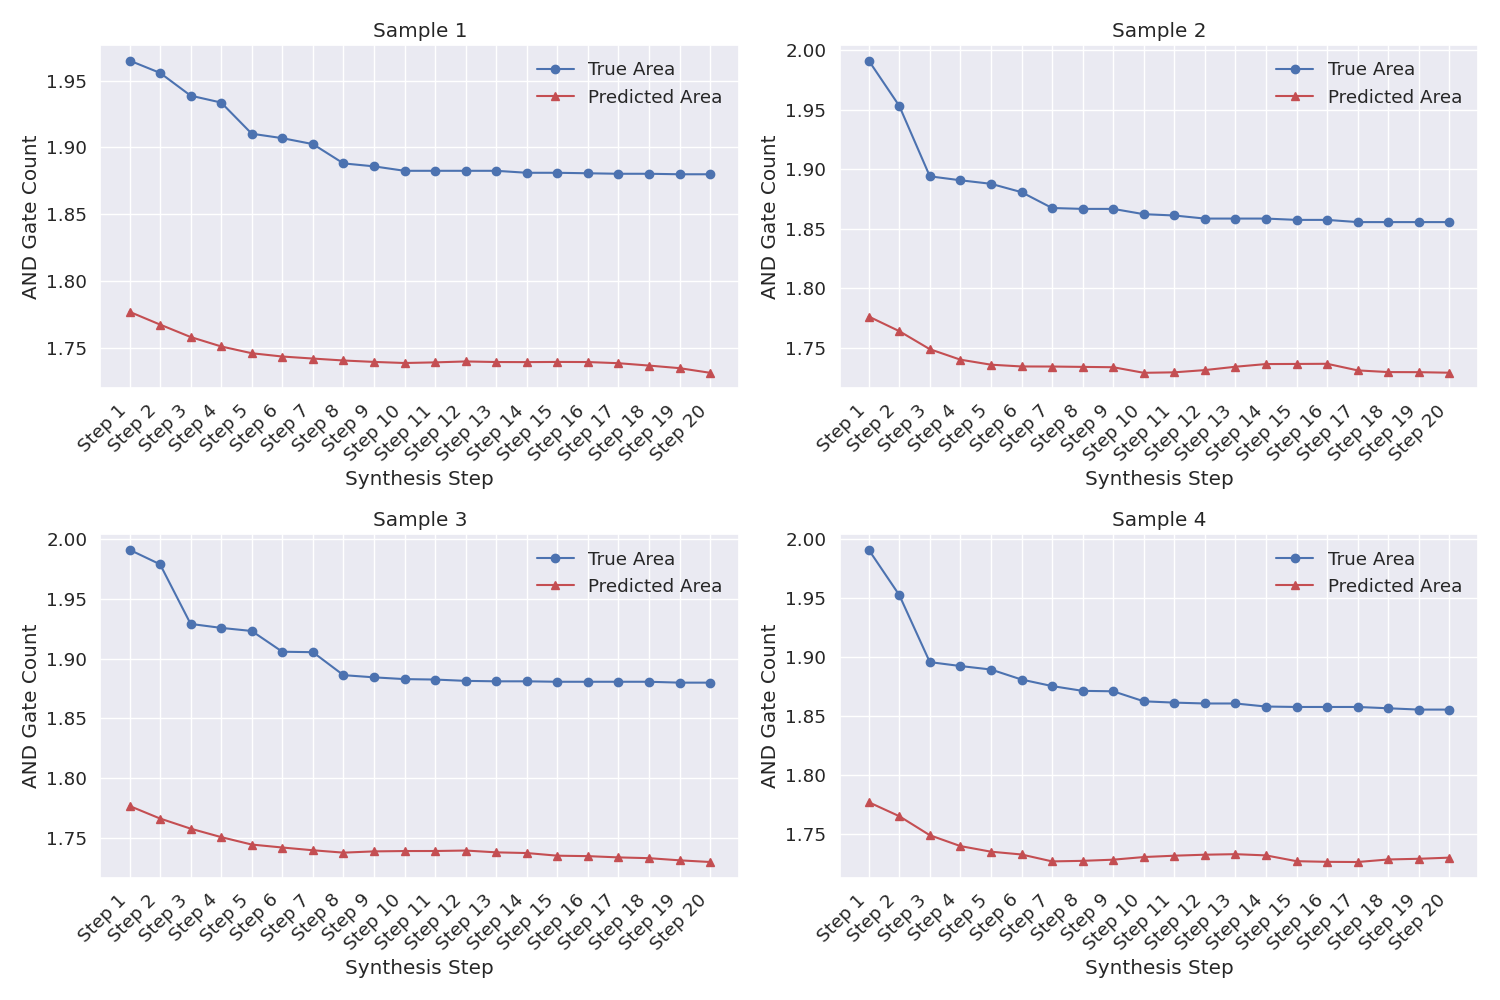 Sample 1
True Area
Predicted Area
AND Gate Count
1.95
1.90
1.85
1.80
1.75
Step 1
Step 2
Step 3
Step 4
Step 5
Step 6
Step 7
Step 8
Step 9
Step 10
Step 11
Step 12
Step 13
Step 14
Step 15
Step 16
Step 17
Step 18
Step 19
Step 20
Synthesis Step
Sample 2
True Area
Predicted Area
AND Gate Count
2.00
1.95
1.90
1.85
1.80
1.75
Step 1
Step 2
Step 3
Step 4
Step 5
Step 6
Step 7
Step 8
Step 9
Step 10
Step 11
Step 12
Step 13
Step 14
Step 15
Step 16
Step 17
Step 18
Step 19
Step 20
Synthesis Step
Sample 3
True Area
Predicted Area
AND Gate Count
2.00
1.95
1.90
1.85
1.80
1.75
Step 1
Step 2
Step 3
Step 4
Step 5
Step 6
Step 7
Step 8
Step 9
Step 10
Step 11
Step 12
Step 13
Step 14
Step 15
Step 16
Step 17
Step 18
Step 19
Step 20
Synthesis Step
Sample 4
True Area
Predicted Area
AND Gate Count
2.00
1.95
1.90
1.85
1.80
1.75
Step 1
Step 2
Step 3
Step 4
Step 5
Step 6
Step 7
Step 8
Step 9
Step 10
Step 11
Step 12
Step 13
Step 14
Step 15
Step 16
Step 17
Step 18
Step 19
Step 20
Synthesis Step